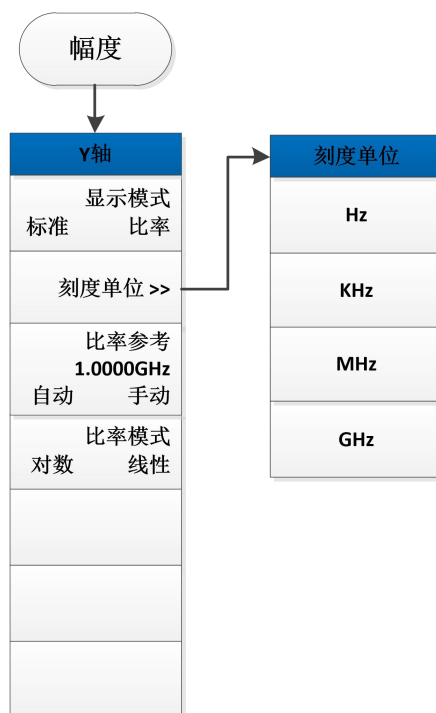 幅度
Y轴
显示模式
标准 比率
刻度单位 >>
比率参考
1.0000GHz
自动 手动
比率模式
对数 线性
刻度单位
Hz
KHz
MHz
GHz